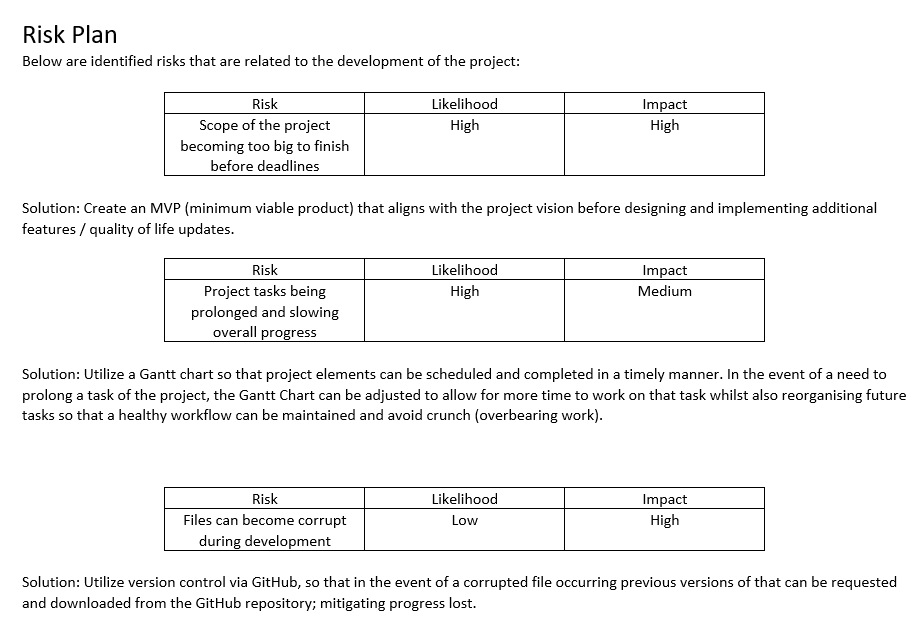 Risk Plan
Below are identified risks that are related to the development of the project:
Risk Likelihood Impact
Scope of the project High High
becoming too big to finish
before deadlines
Solution: Create an MVP (minimum viable product) that aligns with the project vision before designing and implementing additional
features / quality of life updates.
Risk Likelihood Impact
Project tasks being High Medium
prolonged and slowing
overall progress
Solution: Utilize a Gantt chart so that project elements can be scheduled and completed in a timely manner. In the event of a need to
prolong a task of the project, the Gantt Chart can be adjusted to allow for more time to work on that task whilst also reorganising future
tasks so that a healthy workflow can be maintained and avoid crunch (overbearing work).
Risk Likelihood Impact
Files can become corrupt Low High
during development
Solution: Utilize version control via GitHub, so that in the event of a corrupted file occurring previous versions of that can be requested
and downloaded from the GitHub repository; mitigating progress lost.